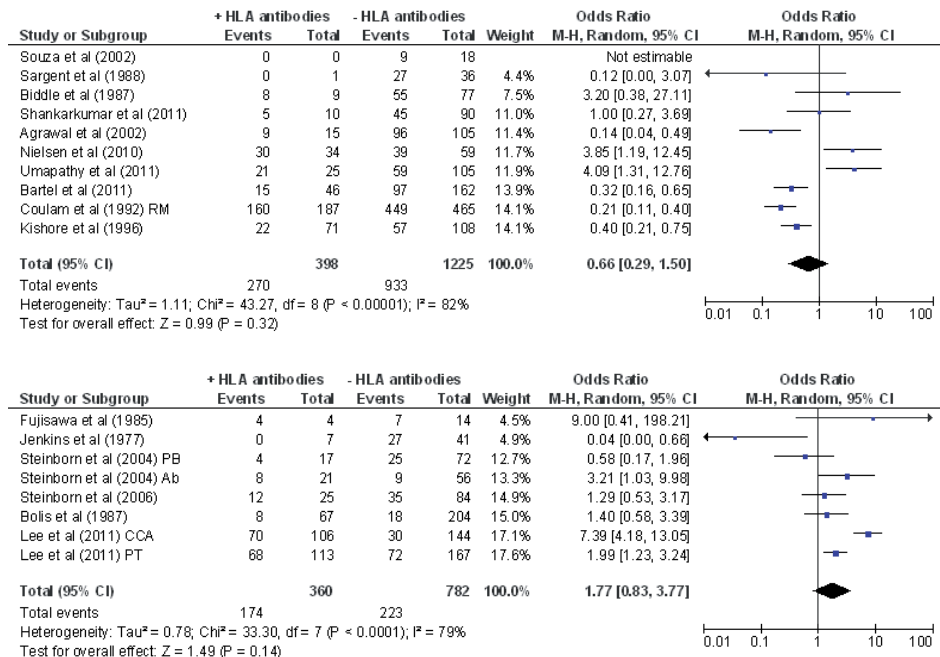 + HLA antibodies - HLA antibodies Odds Ratio Odds Ratio
Study or Subgroup Events Total Events Total Weight M-H, Random, 95% CI M-H, Random, 95% CI
Souza et al (2002) 0 0 9 18 Not estimable
Sargent et al (1988) 0 1 27 36 4.4% 0.12 [0.00, 3.07]
Biddle et al (1987) 8 9 55 77 7.5% 3.20 [0.38, 27.11]
Shankarkumar et al (2011) 5 10 45 90 11.0% 1.00 [0.27, 3.69]
Agrawal et al (2002) 9 15 96 105 11.4% 0.14 [0.04, 0.49]
Nielsen et al (2010) 30 34 39 59 11.7% 3.85 [1.19, 12.45]
Umapathy et al (2011) 21 25 59 105 11.9% 4.09 [1.31, 12.76]
Bartel et al (2011) 15 46 97 162 13.9% 0.32 [0.16, 0.65]
Coulam et al (1992) RM 160 187 449 465 14.1% 0.21 [0.11, 0.40]
Kishore et al (1996) 22 71 57 108 14.1% 0.40 [0.21, 0.75]
Total (95% CI) 398 1225 100.0% 0.66 [0.29, 1.50]
Total events 270 933
Heterogeneity: Tau² = 1.11; Chi² = 43.27, df = 8 (P < 0.00001); I² = 82%
Test for overall effect: Z = 0.99 (P = 0.32)
0.01 0.1 1 10 100
+ HLA antibodies - HLA antibodies Odds Ratio Odds Ratio
Study or Subgroup Events Total Events Total Weight M-H, Random, 95% CI M-H, Random, 95% CI
Fujisawa et al (1985) 4 4 7 14 4.5% 9.00 [0.41, 198.21]
Jenkins et al (1977) 0 7 27 41 4.9% 0.04 [0.00, 0.66]
Steinborn et al (2004) PB 4 17 25 72 12.7% 0.58 [0.17, 1.96]
Steinborn et al (2004) Ab 8 21 9 56 13.3% 3.21 [1.03, 9.98]
Steinborn et al (2006) 12 25 35 84 14.9% 1.29 [0.53, 3.17]
Bolis et al (1987) 8 67 18 204 15.0% 1.40 [0.58, 3.39]
Lee et al (2011) CCA 70 106 30 144 17.1% 7.39 [4.18, 13.05]
Lee et al (2011) PT 68 113 72 167 17.6% 1.99 [1.23, 3.24]
Total (95% CI) 360 782 100.0% 1.77 [0.83, 3.77]
Total events 174 223
Heterogeneity: Tau² = 0.78; Chi² = 33.30, df = 7 (P < 0.0001); I² = 79%
Test for overall effect: Z = 1.49 (P = 0.14)
0.01 0.1 1 10 100